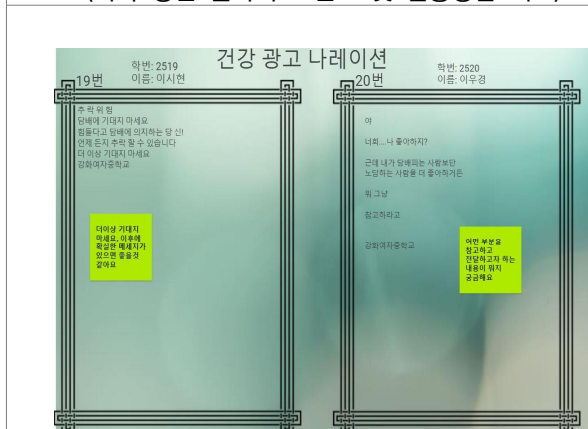 건강 광고 나레이션
학번: 2519
19번 이름: 이시현
추락위험
담배에 기대지 마세요
힘들다고 담배에 의지하는 당 신!
언제 든지 추락 할 수 있습니다
더 이상 기대지 마세요
강화여자중학교
더이상 기대지
마세요, 이후에
확실한 메세지가
있으면 좋을것
같아요
학번: 2520
20번 이름: 이우경
야
너희....나 좋아하지?
근데 내가 담배피는 사람보단
노담하는 사람을 더 좋아하거든
뭐 그냥
참고하라고
강화여자중학교
어떤 부분을
참고하고
전달하고자 하는
내용이 뭐지
궁금해요